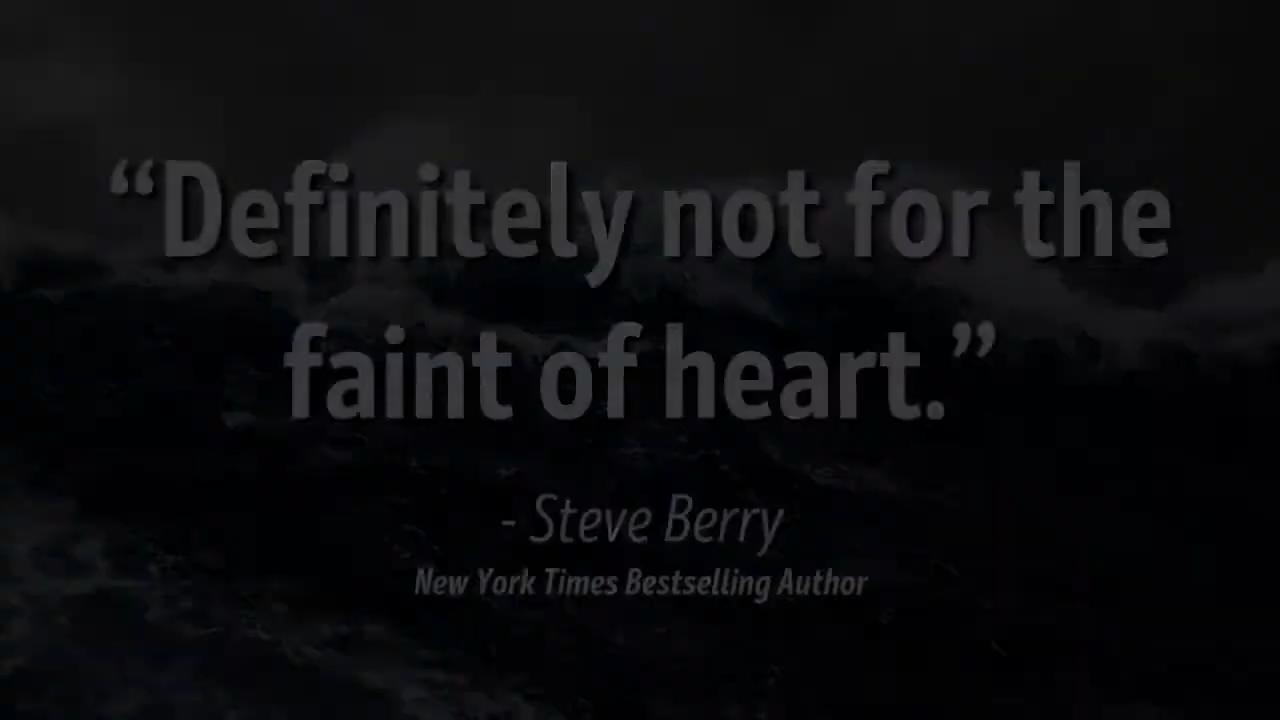 “Definitely not for the
faint of heart.”
- Steve Berry
New York Times Bestselling Author